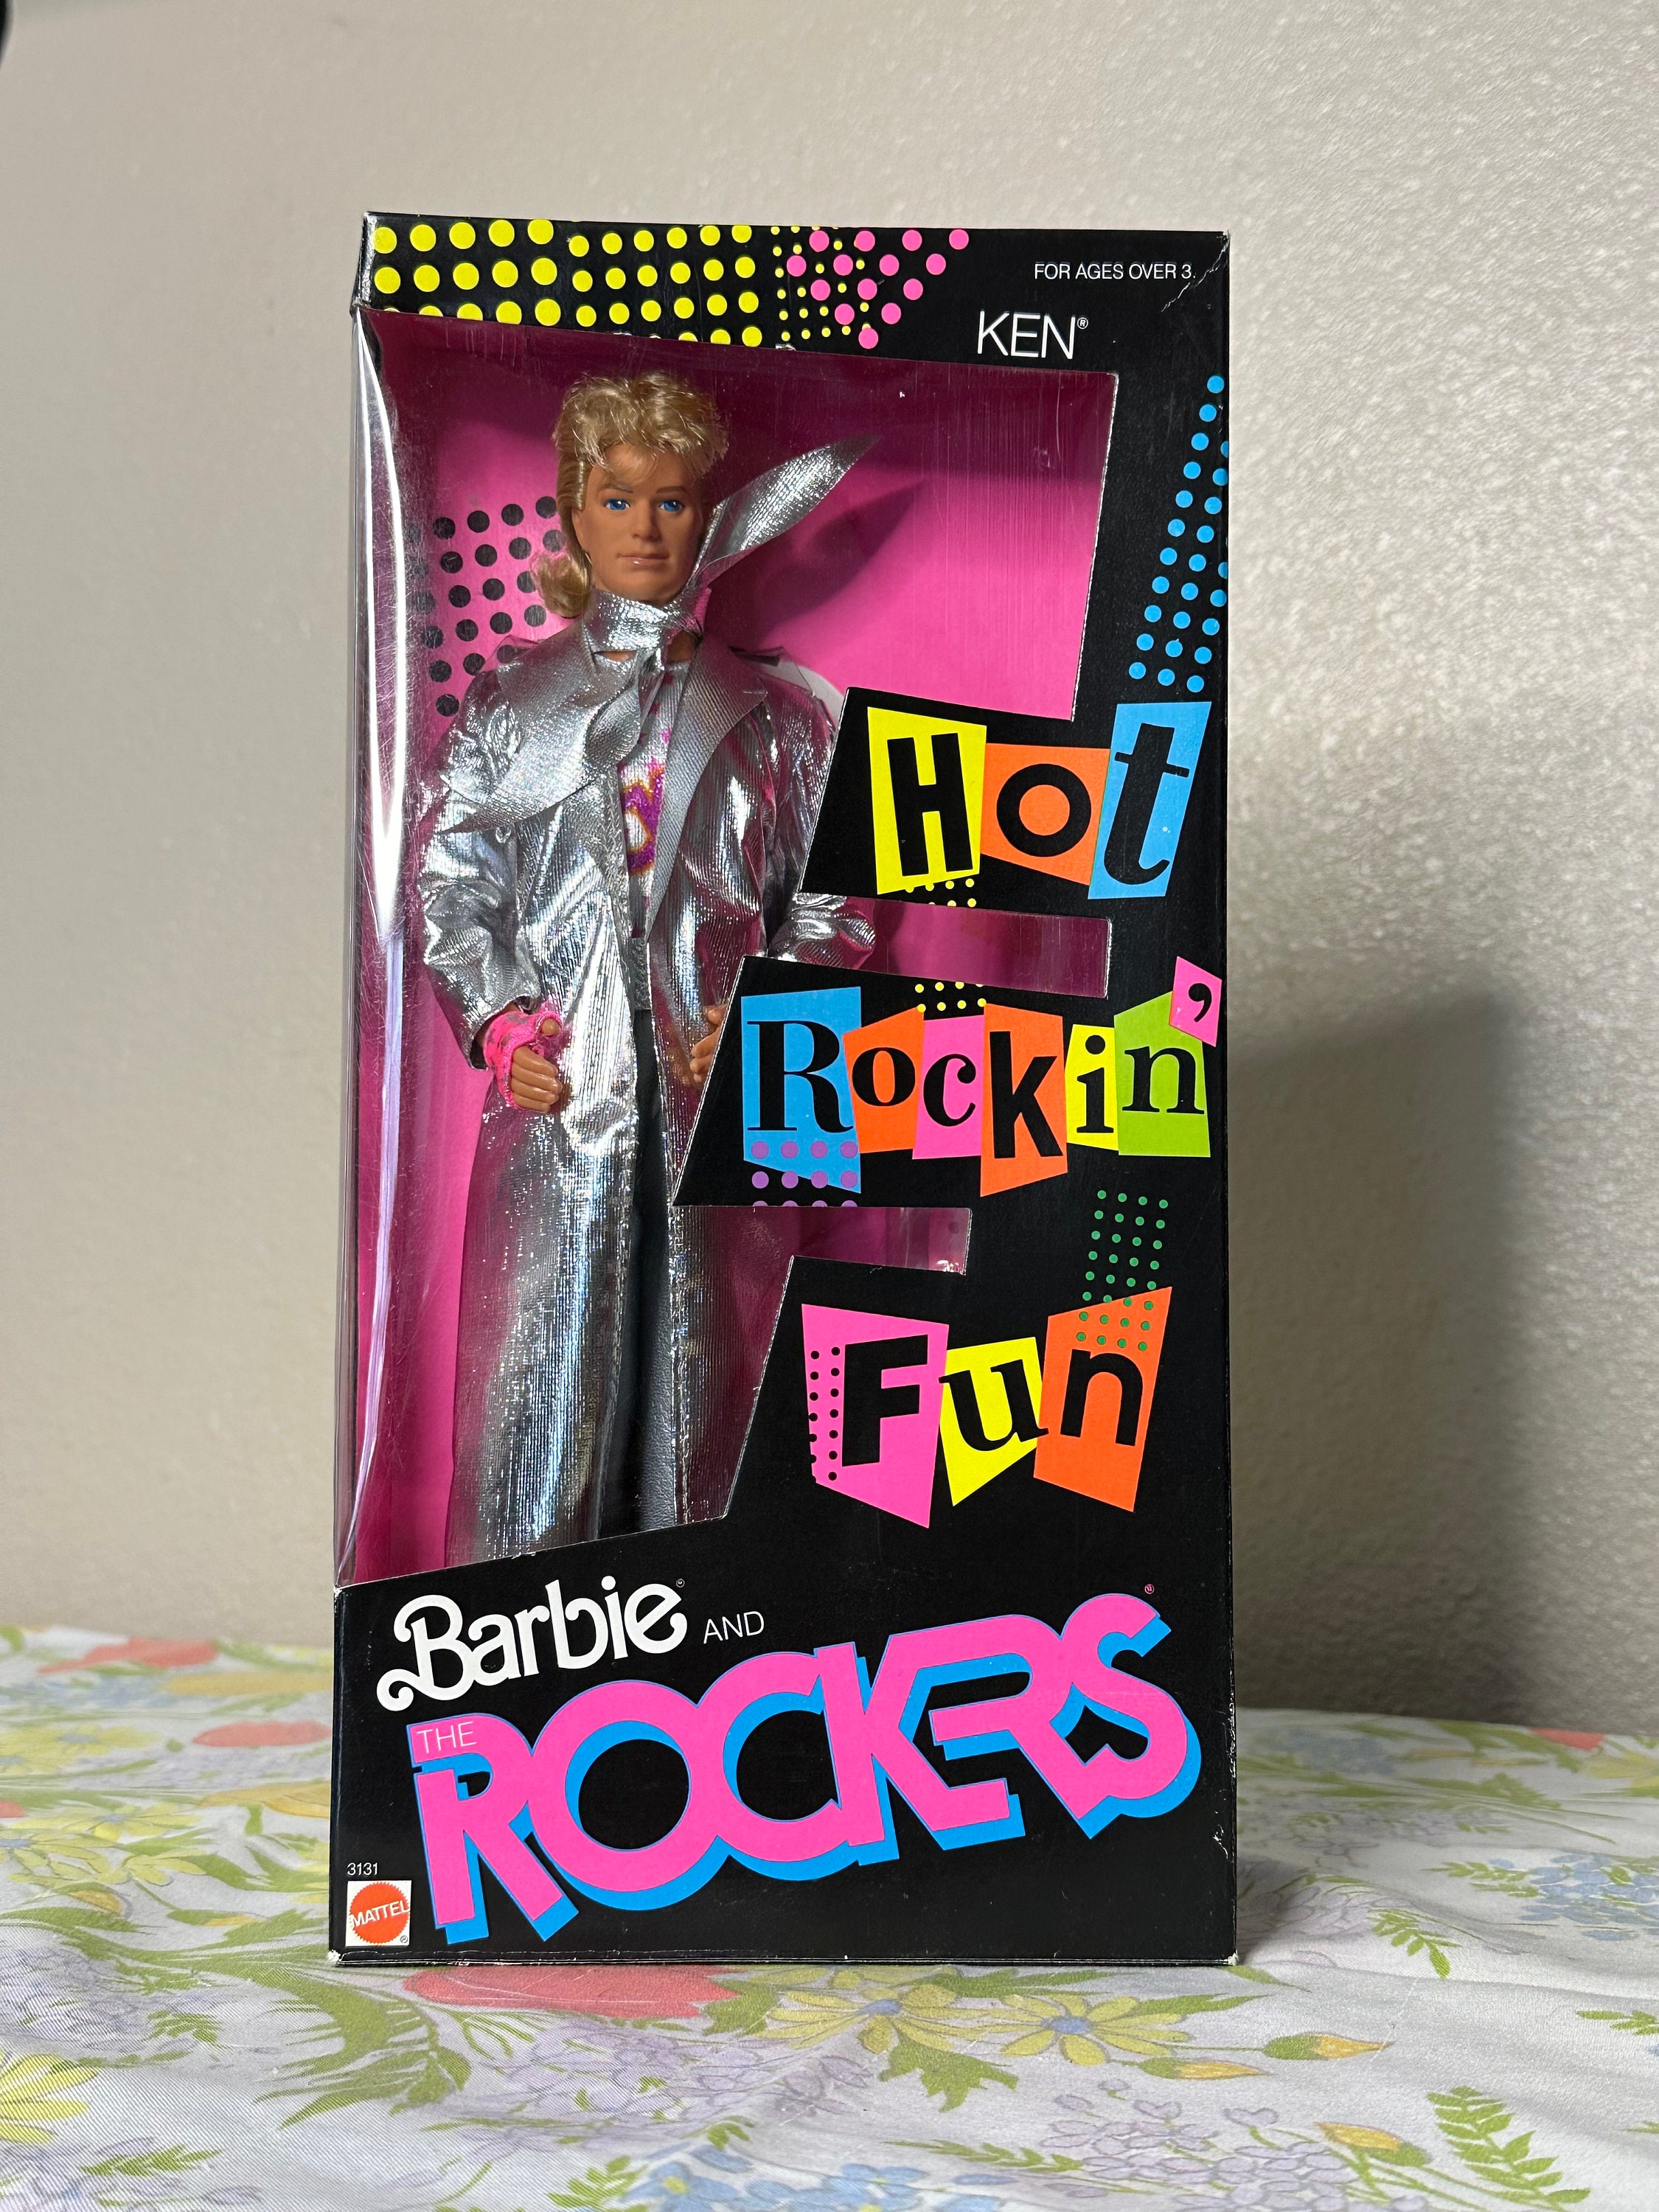 FOR AGES OVER 3.
KEN®
Hot
Rockin'
Fun
Barbie® AND
THE
ROCKERS®
3131
MATTEL®